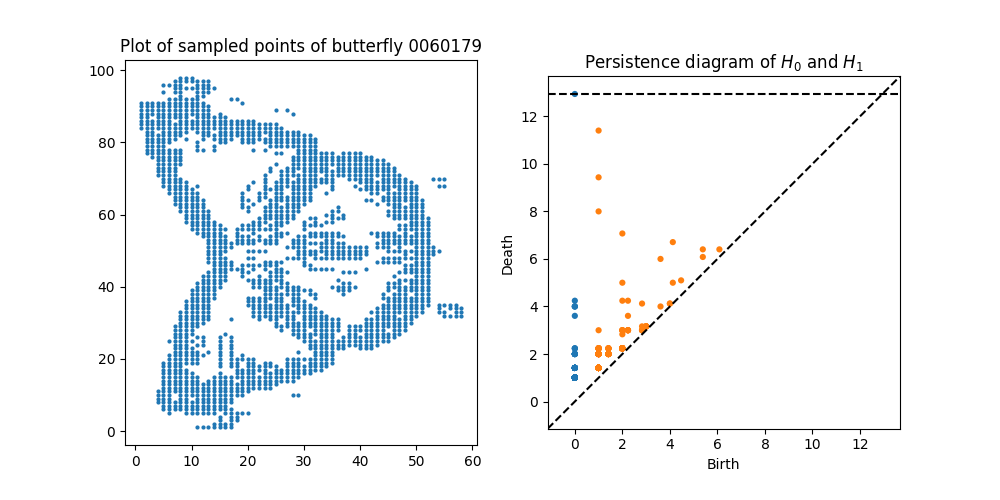 Plot of sampled points of butterfly 0060179
100
80
60
40
20
0
0 10 20 30 40 50 60
Persistence diagram of H₀ and H₁
Death
12
10
8
6
4
2
0
0 2 4 6 8 10 12
Birth